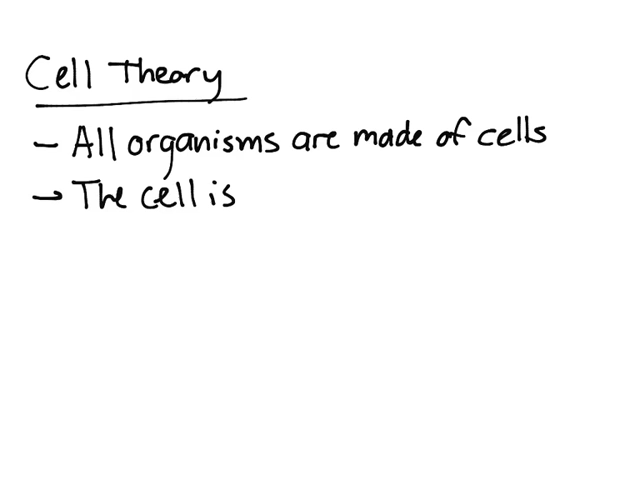 Cell Theory
- All organisms are made of cells
- The cell is